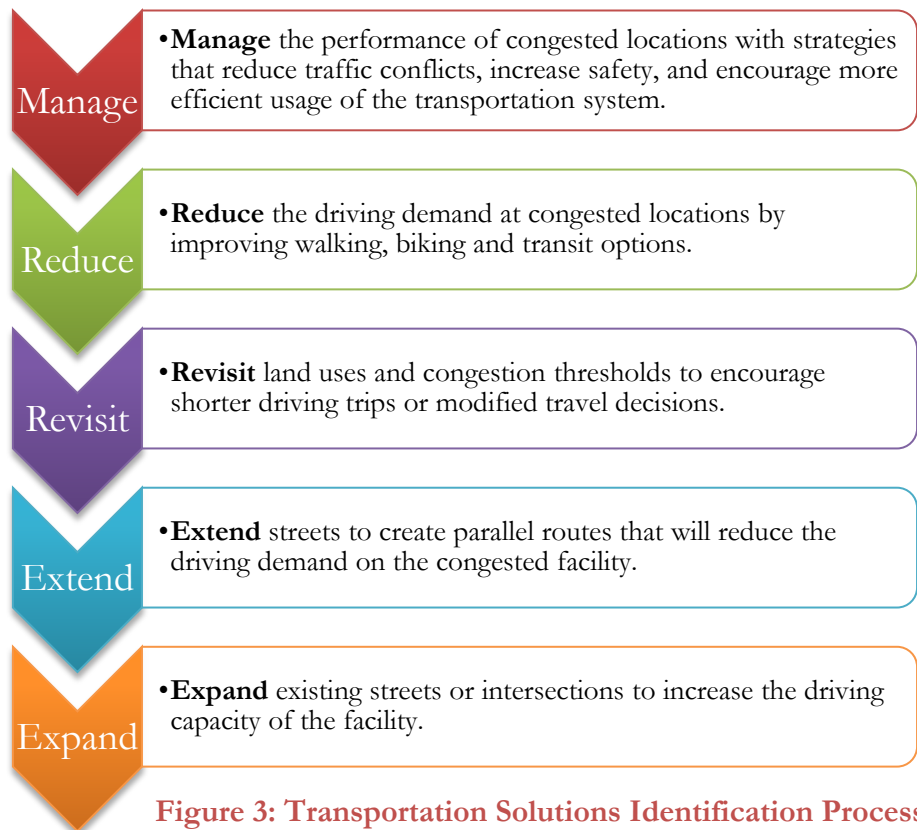 Manage
•Manage the performance of congested locations with strategies
that reduce traffic conflicts, increase safety, and encourage more
efficient usage of the transportation system.
Reduce
•Reduce the driving demand at congested locations by
improving walking, biking and transit options.
Revisit
•Revisit land uses and congestion thresholds to encourage
shorter driving trips or modified travel decisions.
Extend
•Extend streets to create parallel routes that will reduce the
driving demand on the congested facility.
Expand
•Expand existing streets or intersections to increase the driving
capacity of the facility.
Figure 3: Transportation Solutions Identification Process